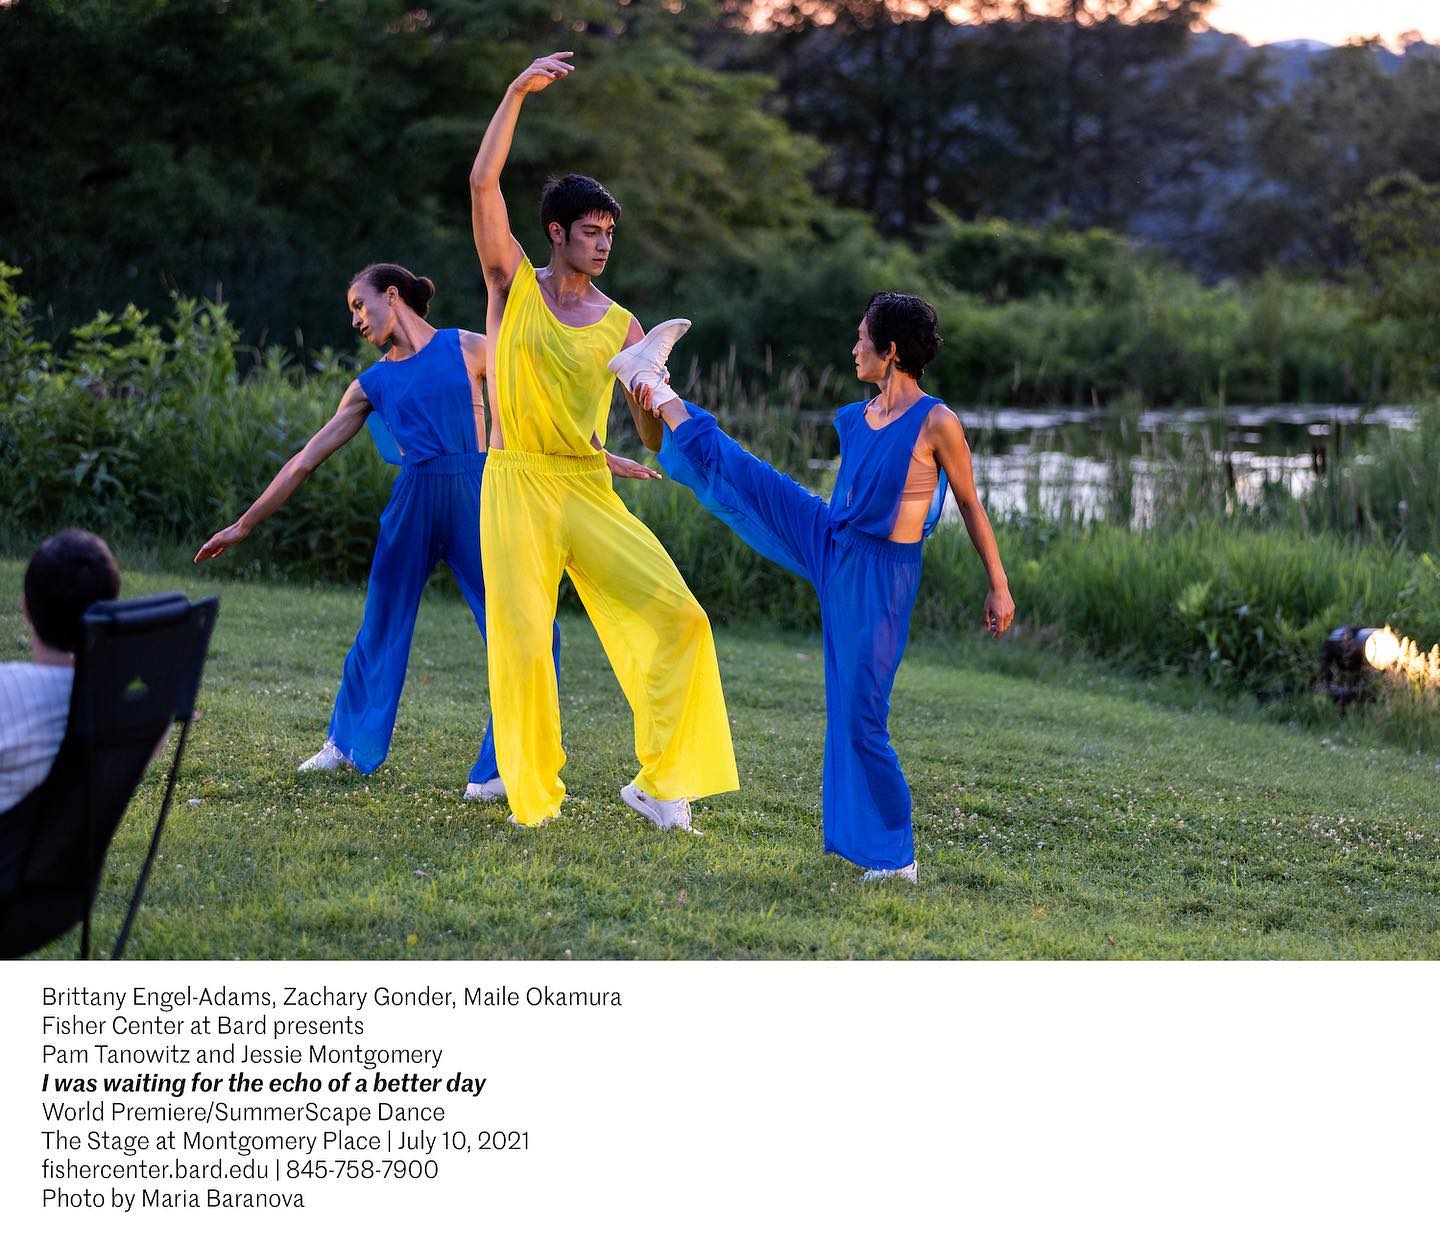 Brittany Engel-Adams, Zachary Gonder, Maile Okamura
Fisher Center at Bard presents
Pam Tanowitz and Jessie Montgomery
I was waiting for the echo of a better day
World Premiere/SummerScape Dance
The Stage at Montgomery Place | July 10, 2021
fishercenter.bard.edu | 845-758-7900
Photo by Maria Baranova